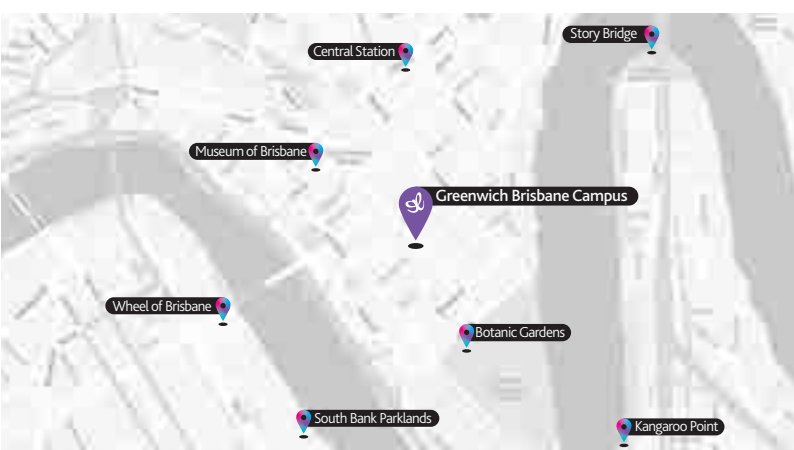 Story Bridge
Central Station
Museum of Brisbane
Greenwich Brisbane Campus
Wheel of Brisbane
Botanic Gardens
South Bank Parklands
Kangaroo Point